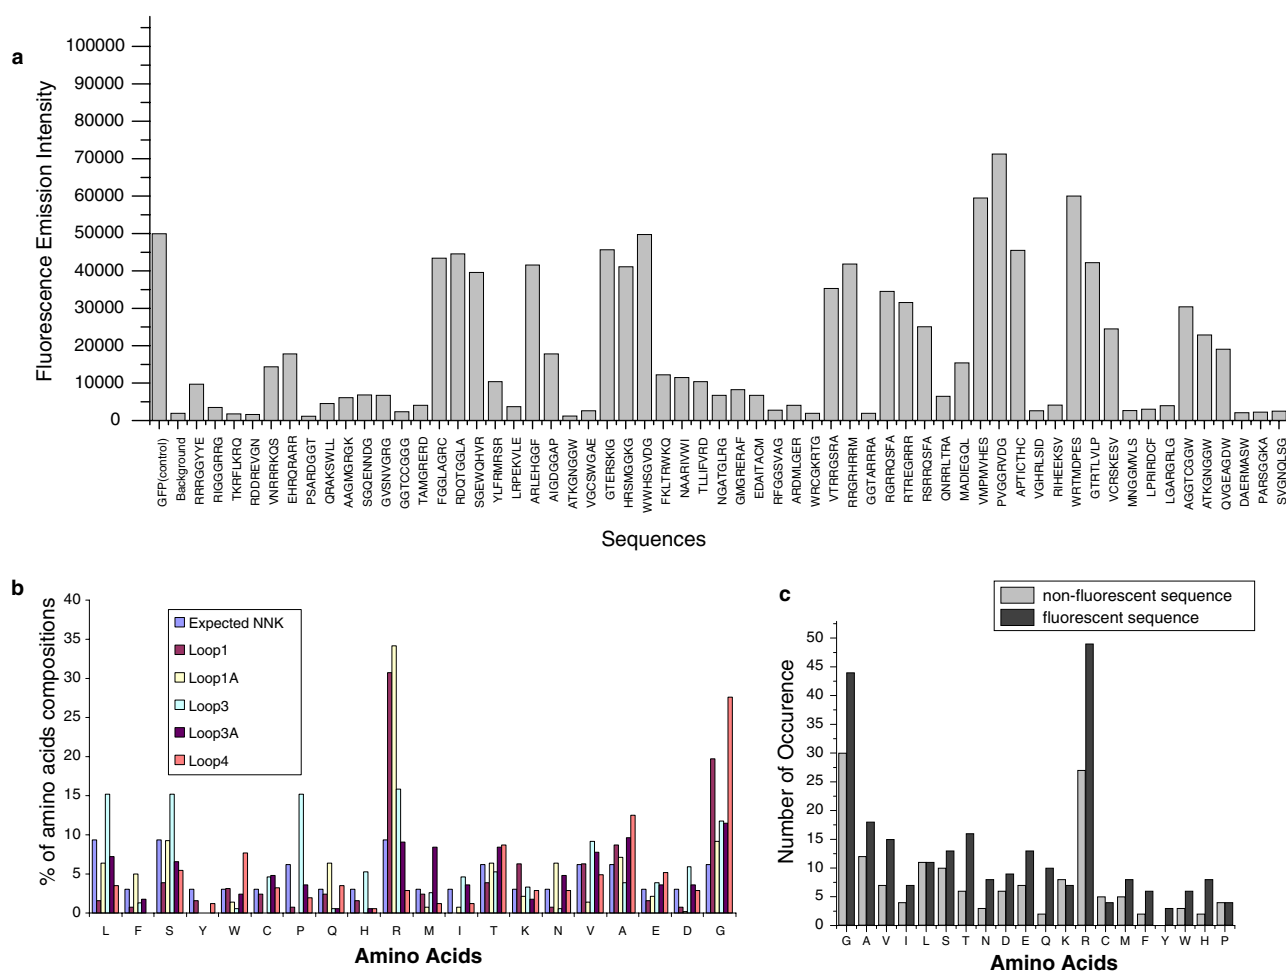 a
Fluorescence Emission Intensity
100000
90000
80000
70000
60000
50000
40000
30000
20000
10000
0
GFP(control)
Background
RRRGGYYE
RIGGRRRG
TKRFLKRQ
RDDREVGN
VNRRRKQS
EHRQRARR
PSARDGGT
QRAKSWLL
AAGMGRGK
SGQENNDG
GVSNVGRG
GGTCCGGG
TAMGRERD
FGGLAGRC
RDQTGGLA
SGEWQHVR
YLFRMRSR
LRPEKVLE
ARLEHGGF
AIGDGGAP
ATKGNGGW
VGCSWGAE
GTERSKIG
HRSMGGKG
WWHSGVDG
FKLTRWKQ
NAARIVWI
TLLIFVRD
NGATGLRG
GMGRERAF
EDAITACM
RFGGSVAG
ARDMLGER
WRCGKRTG
VTRRGSRA
RRGRHRRM
GGTARRRA
RGRRQSFA
RTREGRRR
RSRRQSFA
QNRRLTRA
MADIEGQL
VMPMVHES
PVGGRVDG
APTICTHC
VGHRLSID
RIHEEKSV
WRTMDPES
GTRTLVLP
VCRSKESV
MNGGMVLS
LPRIRDCF
LGARGRLG
AGGTCGGW
ATKGNGGW
QVGEAGDW
DAERMASW
PARSGGKA
SVGNQLSG
Sequences
b
% of amino acids compositions
40
35
30
25
20
15
10
5
0
Expected NNK
Loop1
Loop1A
Loop3
Loop3A
Loop4
L F S Y W C P Q H R M I T K N V A E D G
Amino Acids
c
non-fluorescent sequence
fluorescent sequence
Number of Occurence
50
45
40
35
30
25
20
15
10
5
0
G A V I L S T N D E Q K R C M F Y W H P
Amino Acids